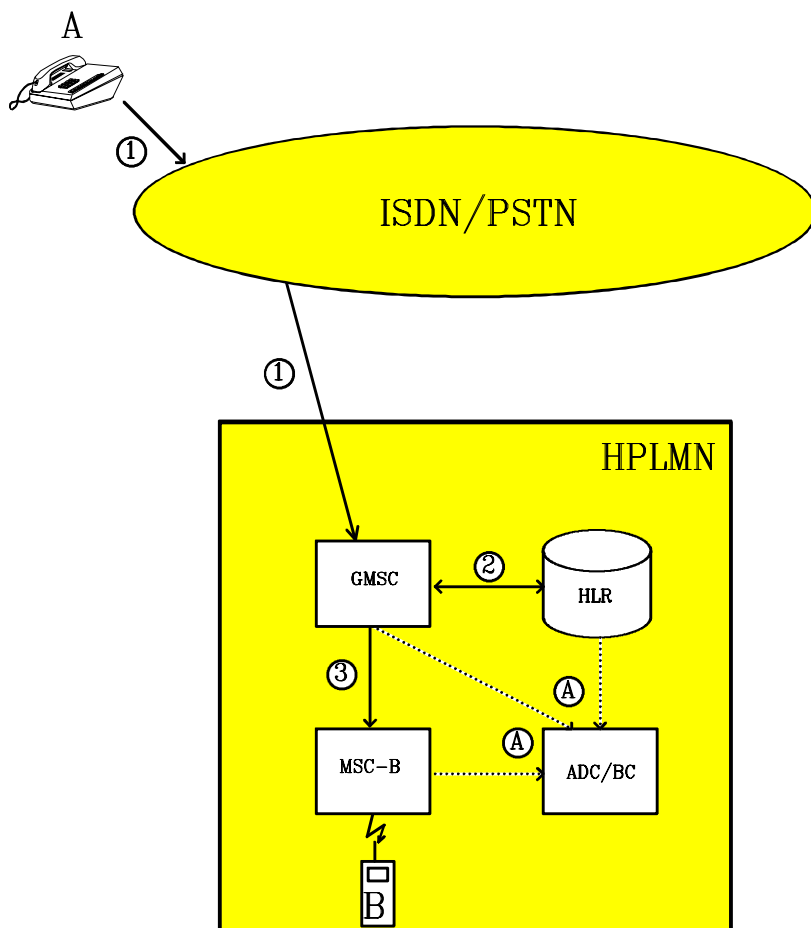 A
①
ISDN/PSTN
①
HPLMN
GMSC
②
HLR
③
Ⓐ
Ⓐ
MSC-B
ADC/BC
B